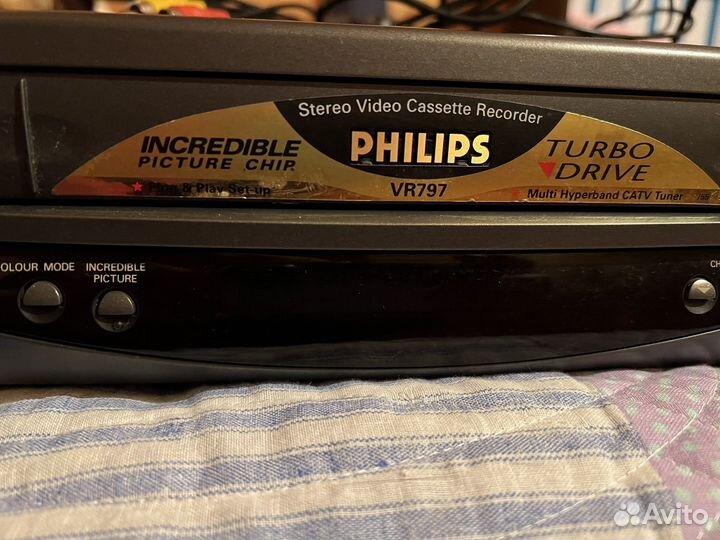 Stereo Video Cassette Recorder
INCREDIBLE
PICTURE CHIP
PHILIPS
TURBO
DRIVE
Plug & Play Set-up
VR797
Multi Hyperband CATV Tuner
OLOUR MODE
INCREDIBLE
PICTURE
CH
Avito